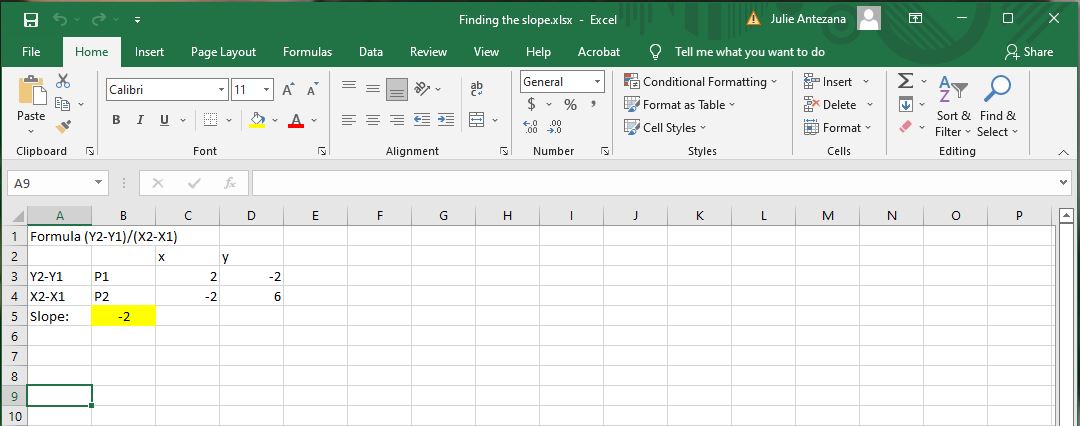 Finding the slope.xlsx - Excel
Julie Antezana
File Home Insert Page Layout Formulas Data Review View Help Acrobat Tell me what you want to do Share
Paste
Calibri 11 A A
B I U A
ab
c
General
$ % ,
.00 .0
Conditional Formatting
Format as Table
Cell Styles
Insert
Delete
Format
Σ
A
Z
Sort & Filter
Find & Select
Clipboard Font Alignment Number Styles Cells Editing
A9 fx
A B C D E F G H I J K L M N O P
1 Formula (Y2-Y1)/(X2-X1)
2 x y
3 Y2-Y1 P1 2 -2
4 X2-X1 P2 -2 6
5 Slope: -2
6
7
8
9
10